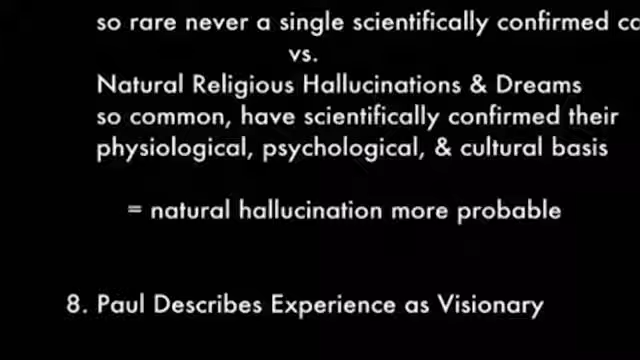 so rare never a single scientifically confirmed
vs.
Natural Religious Hallucinations & Dreams
so common, have scientifically confirmed their
physiological, psychological, & cultural basis
= natural hallucination more probable
8. Paul Describes Experience as Visionary